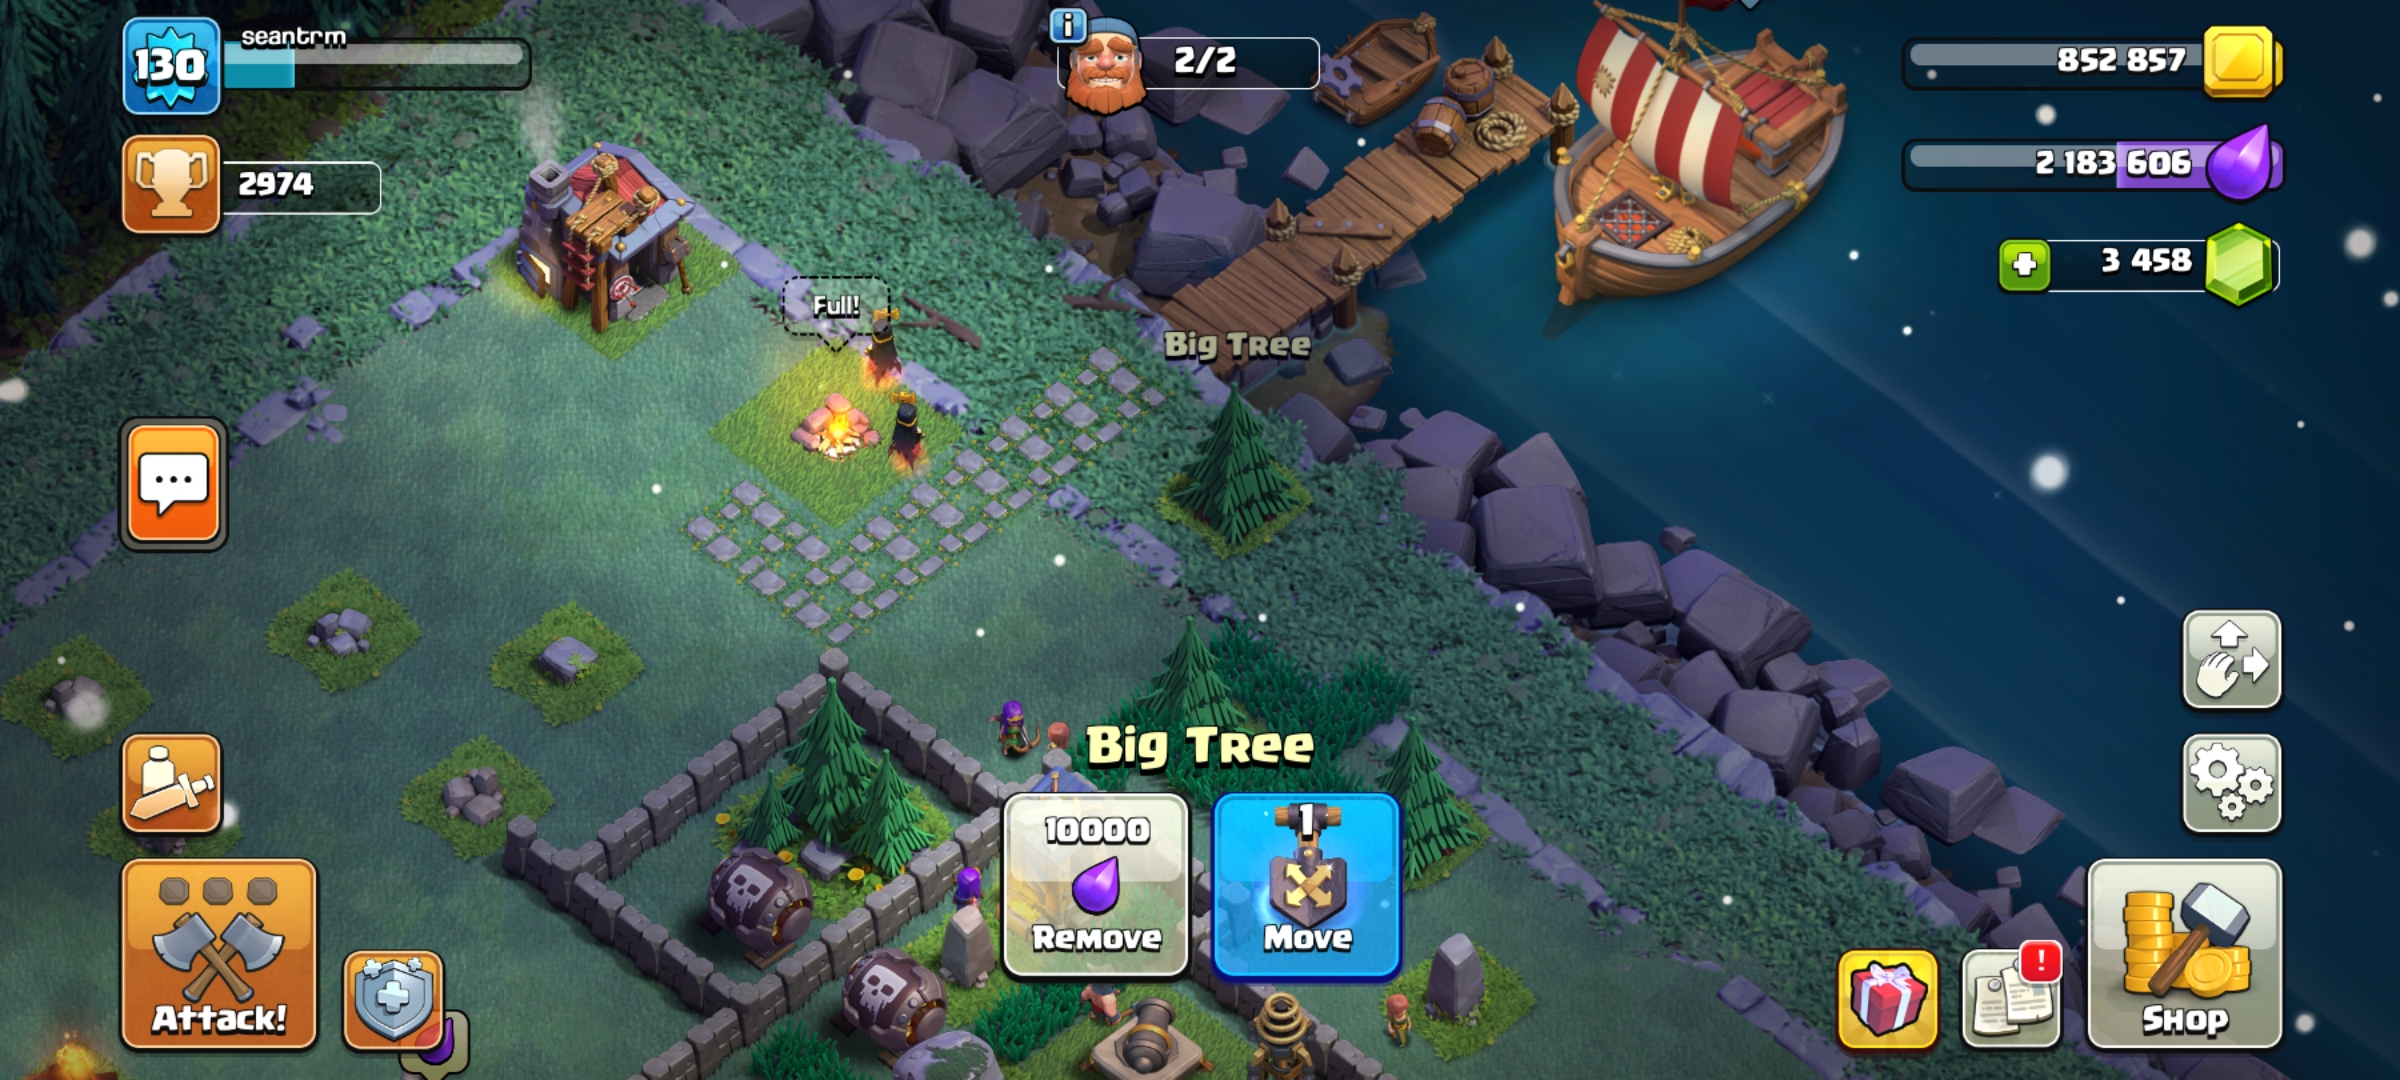 130
seantrm
i
2/2
852 857
2974
2 183 606
3 458
Full!
Big Tree
Big Tree
10000
Remove
1
Move
Attack!
!
Shop